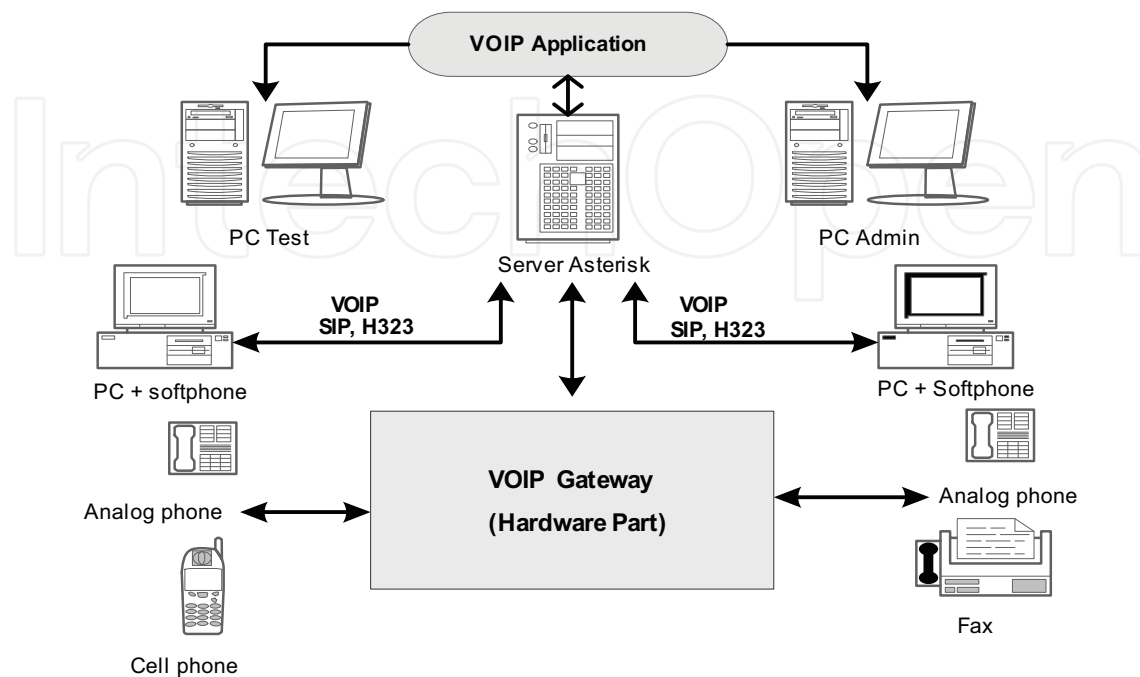 VOIP Application
IntechOpen
PC Test
PC Admin
Server Asterisk
VOIP
SIP, H323
VOIP
SIP, H323
PC + softphone
PC + Softphone
VOIP Gateway
(Hardware Part)
Analog phone
Analog phone
Cell phone
Fax